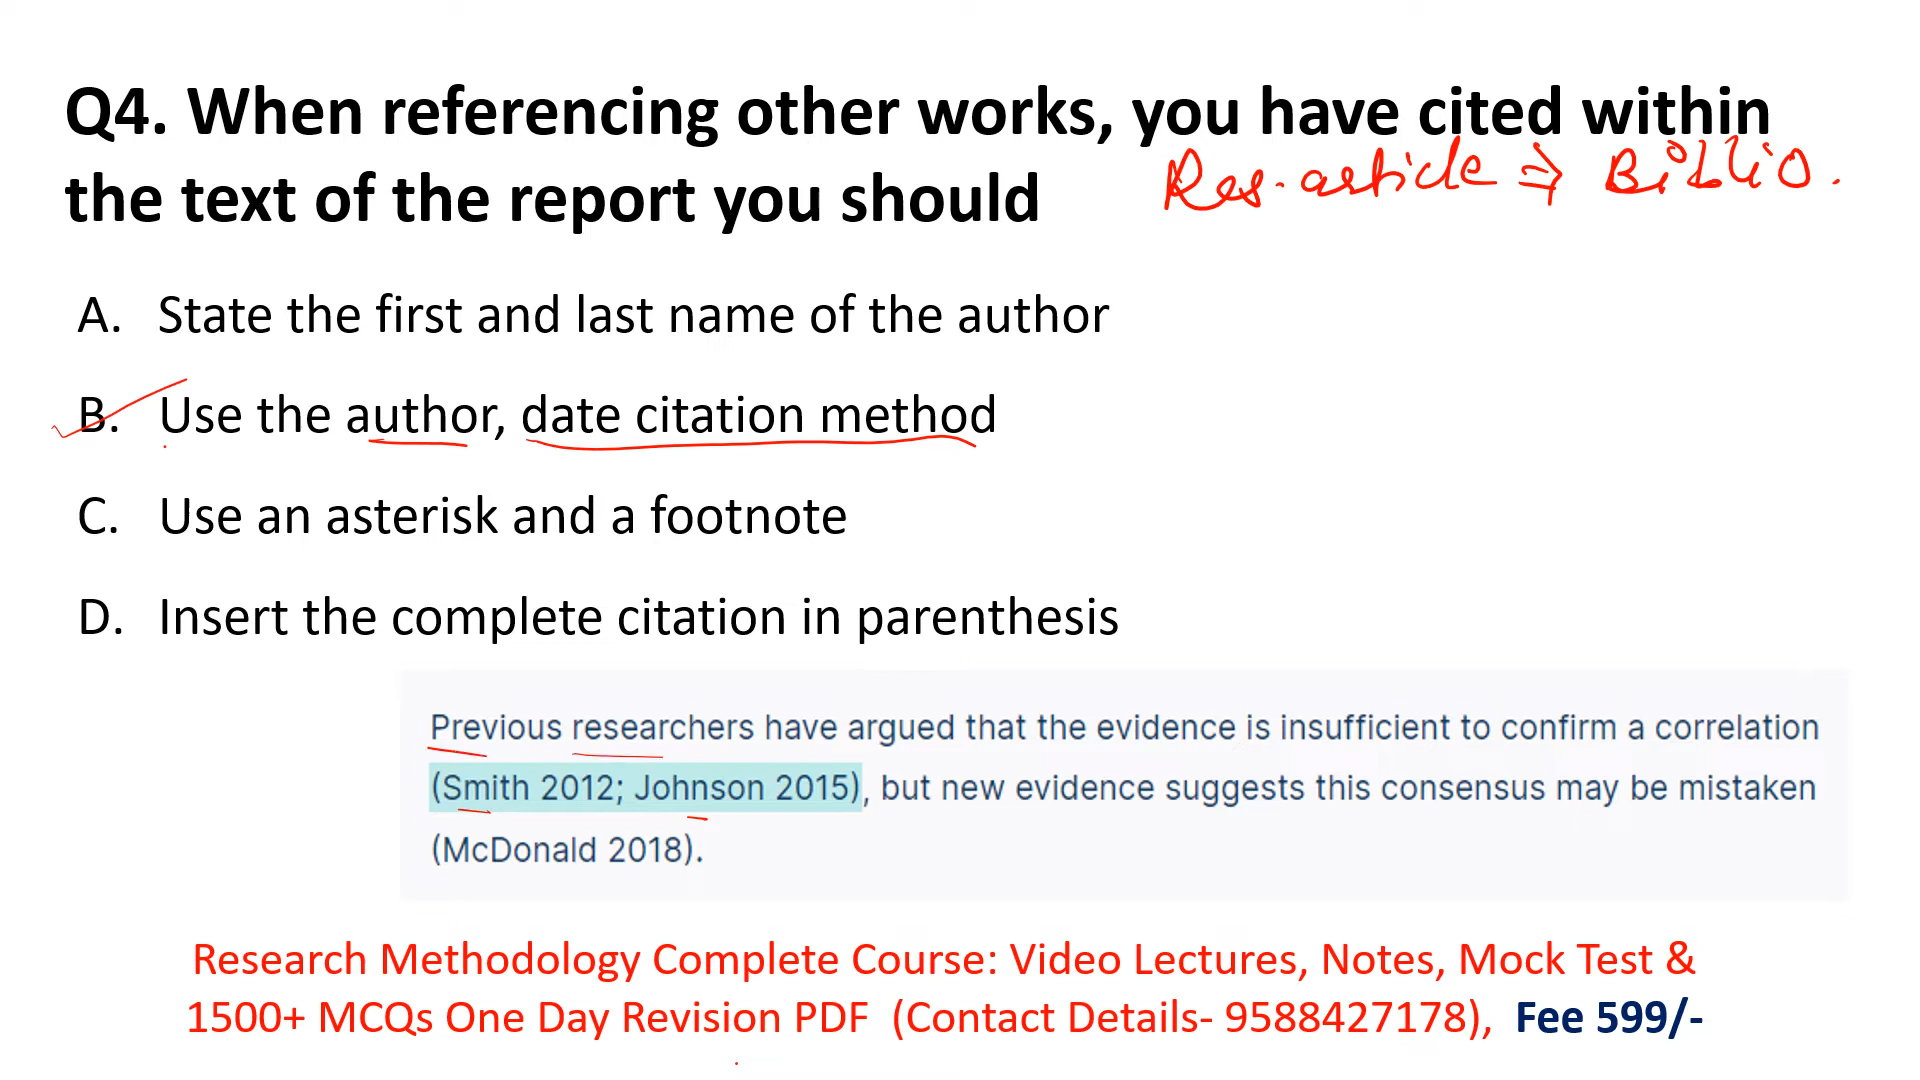 Q4. When referencing other works, you have cited within
the text of the report you should
Res. article ⇒ Biblio.
A. State the first and last name of the author
B. Use the author, date citation method
C. Use an asterisk and a footnote
D. Insert the complete citation in parenthesis
Previous researchers have argued that the evidence is insufficient to confirm a correlation
(Smith 2012; Johnson 2015), but new evidence suggests this consensus may be mistaken
(McDonald 2018).
Research Methodology Complete Course: Video Lectures, Notes, Mock Test &
1500+ MCQs One Day Revision PDF (Contact Details- 9588427178), Fee 599/-